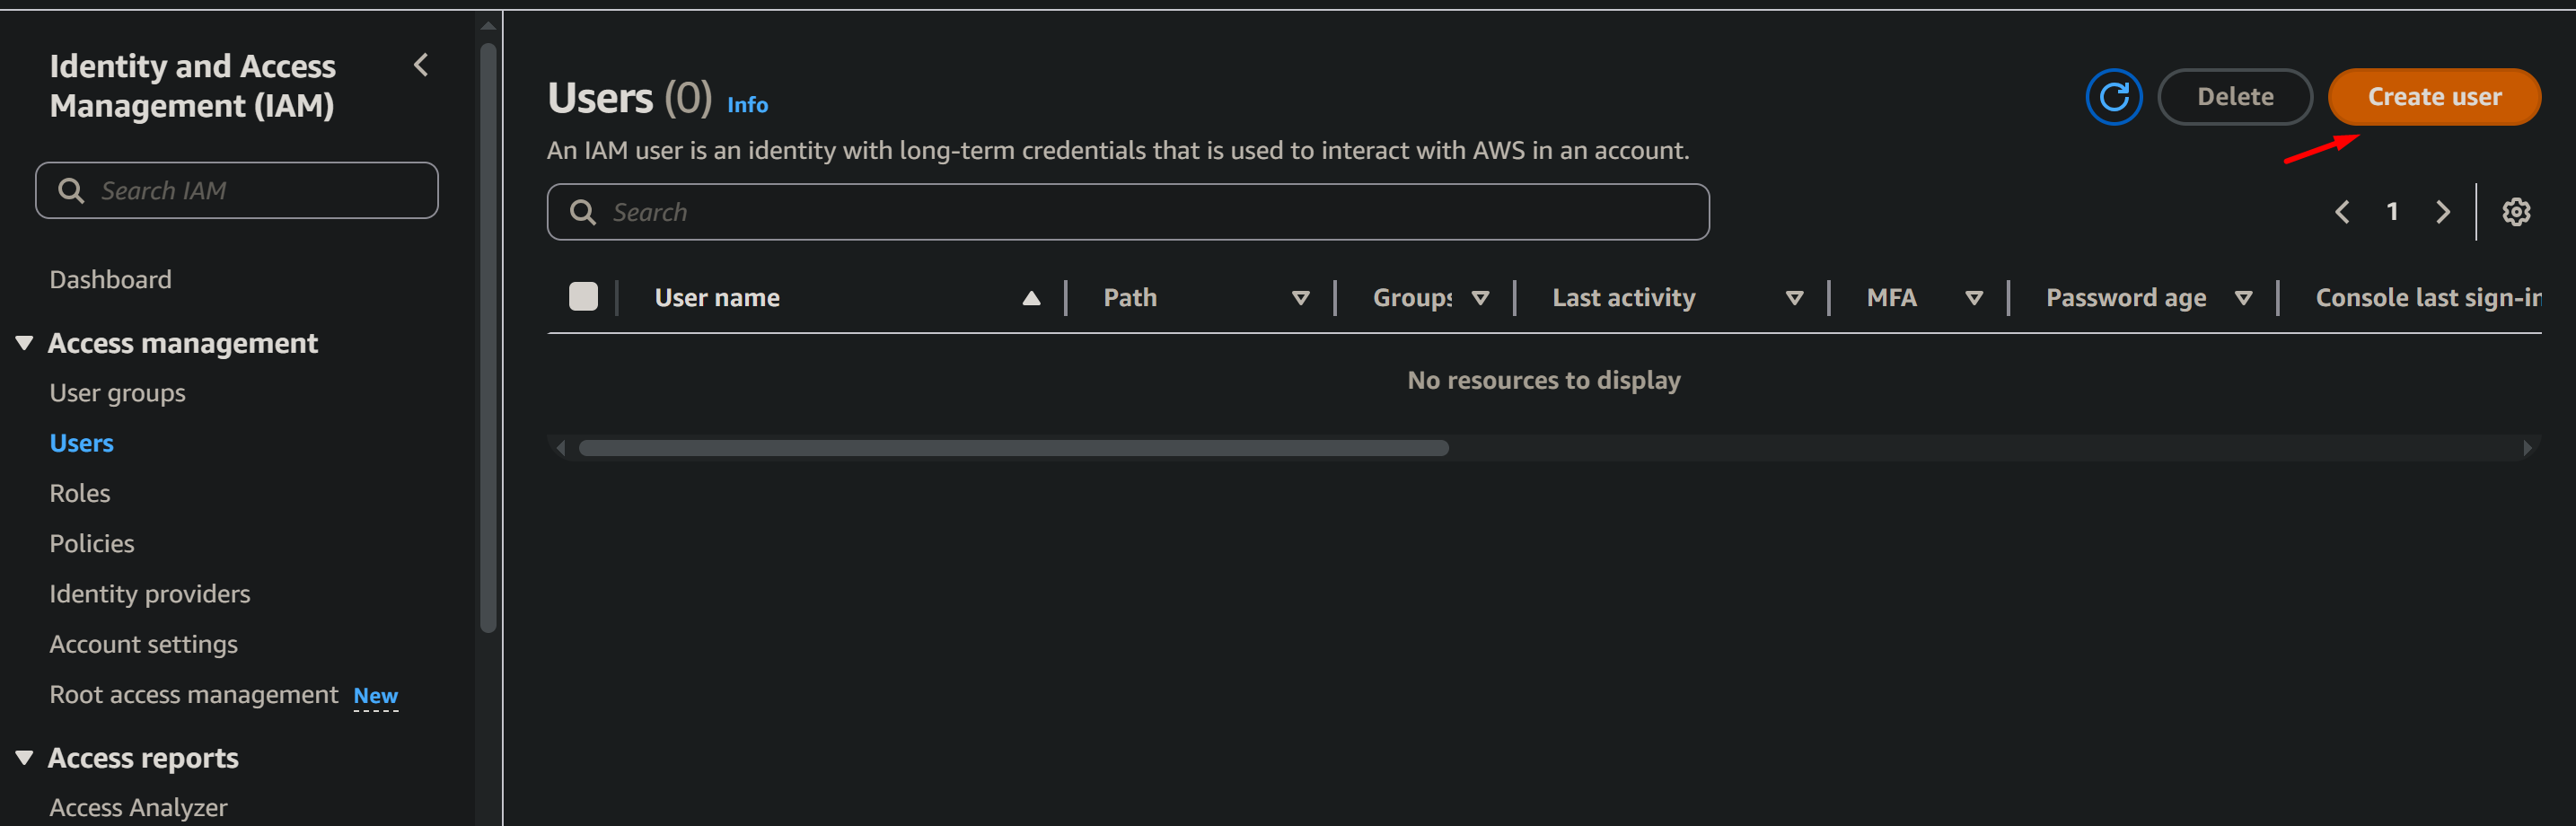 Identity and Access
Management (IAM)
Search IAM
Dashboard
Access management
User groups
Users
Roles
Policies
Identity providers
Account settings
Root access management New
Access reports
Access Analyzer
Users (0) Info
Delete
Create user
An IAM user is an identity with long-term credentials that is used to interact with AWS in an account.
Search
1
User name Path Groups Last activity MFA Password age Console last sign-in
No resources to display